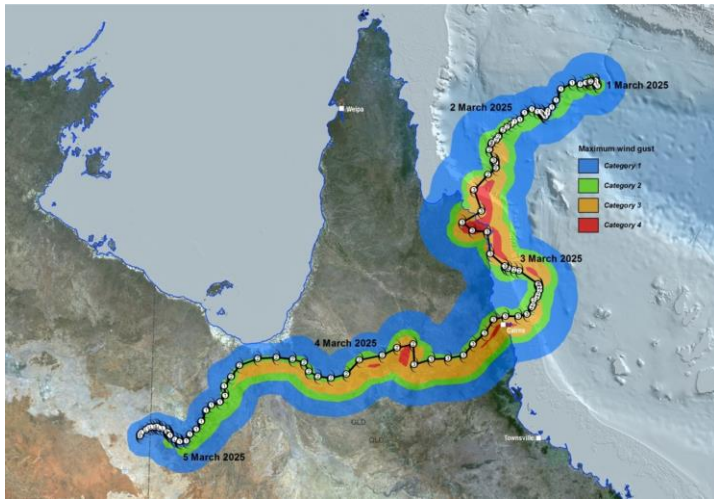 1 March 2025
2 March 2025
Weipa
Maximum wind gust
Category 1
Category 2
Category 3
Category 4
3 March 2025
Cairns
4 March 2025
QLD
Townsville
5 March 2025